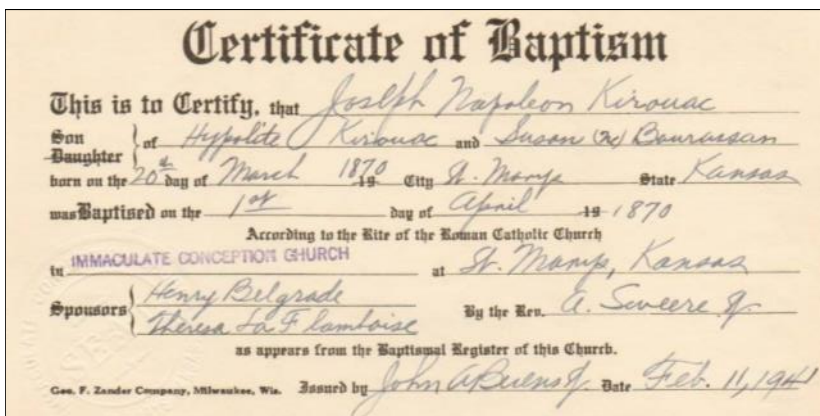 Certificate of Baptism
This is to Certify, that Joseph Napoleon Kirouac
Son
Daughter of Hypolite Kirouac and Susan (ne) Bourassan
born on the 20th day of March 1870 19 City St. Marys State Kansas
was Baptised on the 1st day of April 19 1870
According to the Rite of the Roman Catholic Church
in IMMACULATE CONCEPTION CHURCH at St. Marys, Kansas
Sponsors Henry Belgrade
Theresa La Flamboise By the Rev. A. Sweere
as appears from the Baptismal Register of this Church.
Geo. F. Zander Company, Milwaukee, Wis. Issued by John A Date Feb. 11, 1941